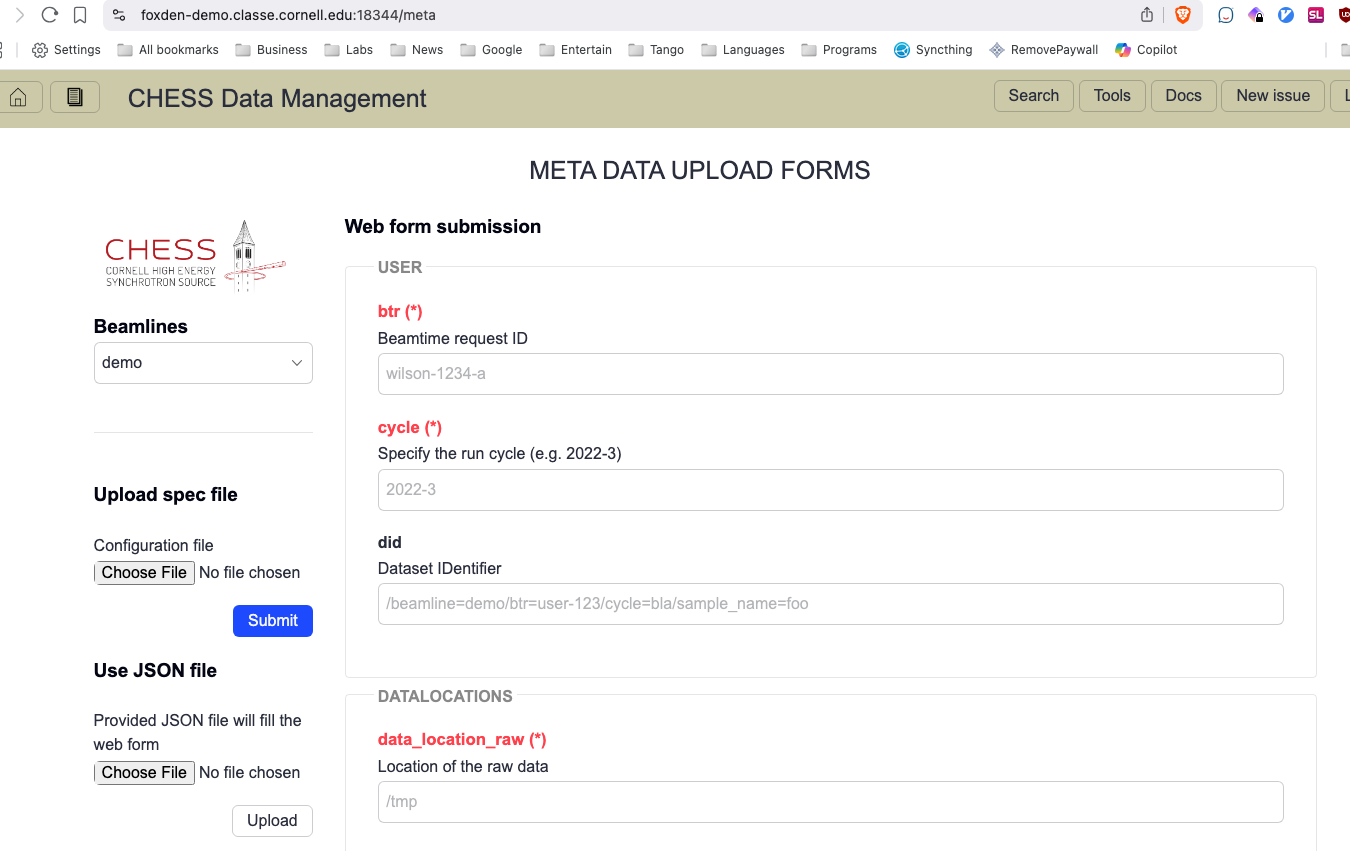 foxden-demo.classe.cornell.edu:18344/meta
Settings All bookmarks Business Labs News Google Entertain Tango Languages Programs Syncthing RemovePaywall Copilot
CHESS Data Management
Search Tools Docs New issue L
META DATA UPLOAD FORMS
CHESS
CORNELL HIGH ENERGY
SYNCHROTRON SOURCE
Beamlines
demo
Upload spec file
Configuration file
Choose File No file chosen
Submit
Use JSON file
Provided JSON file will fill the
web form
Choose File No file chosen
Upload
Web form submission
USER
btr (*)
Beamtime request ID
wilson-1234-a
cycle (*)
Specify the run cycle (e.g. 2022-3)
2022-3
did
Dataset IDentifier
/beamline=demo/btr=user-123/cycle=bla/sample_name=foo
DATALOCATIONS
data_location_raw (*)
Location of the raw data
/tmp
SL